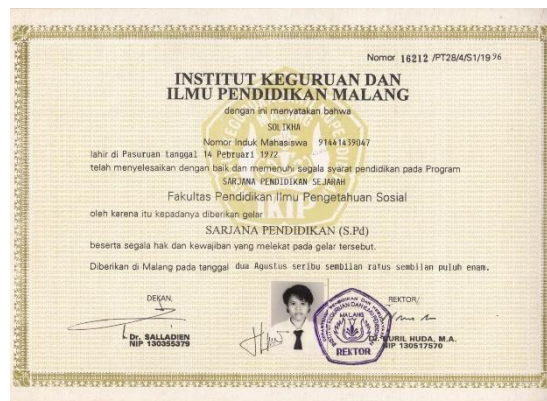 Nomor 16212 /PT28/4/S1/1996
INSTITUT KEGURUAN DAN
ILMU PENDIDIKAN MALANG
dengan ini menyatakan bahwa
SOLIKHA
Nomor Induk Mahasiswa 91441439047
lahir di Pasuruan tanggal 14 Pebruari 1972
telah menyelesaikan dengan baik dan memenuhi segala syarat pendidikan pada Program
SARJANA PENDIDIKAN SEJARAH
Fakultas Pendidikan Ilmu Pengetahuan Sosial
oleh karena itu kepadanya diberikan gelar
SARJANA PENDIDIKAN (S.Pd)
beserta segala hak dan kewajiban yang melekat pada gelar tersebut.
Diberikan di Malang pada tanggal dua Agustus seribu sembilan ratus sembilan puluh enam.
DEKAN,
REKTOR/
Dr. SALLADIEN
NIP 130355379
NURIL HUDA, M.A.
NIP 130517570
MALANG
REKTOR
IKIP